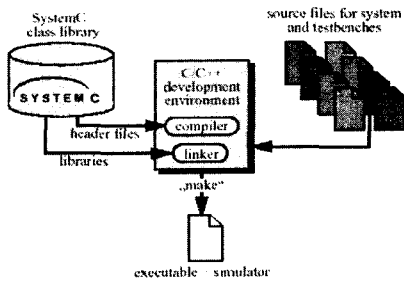 SystemC
class library
SYSTEM C
source files for system
and testbenches
C/C++
development
environment
compiler
linker
header files
libraries
„make“
executable = simulator